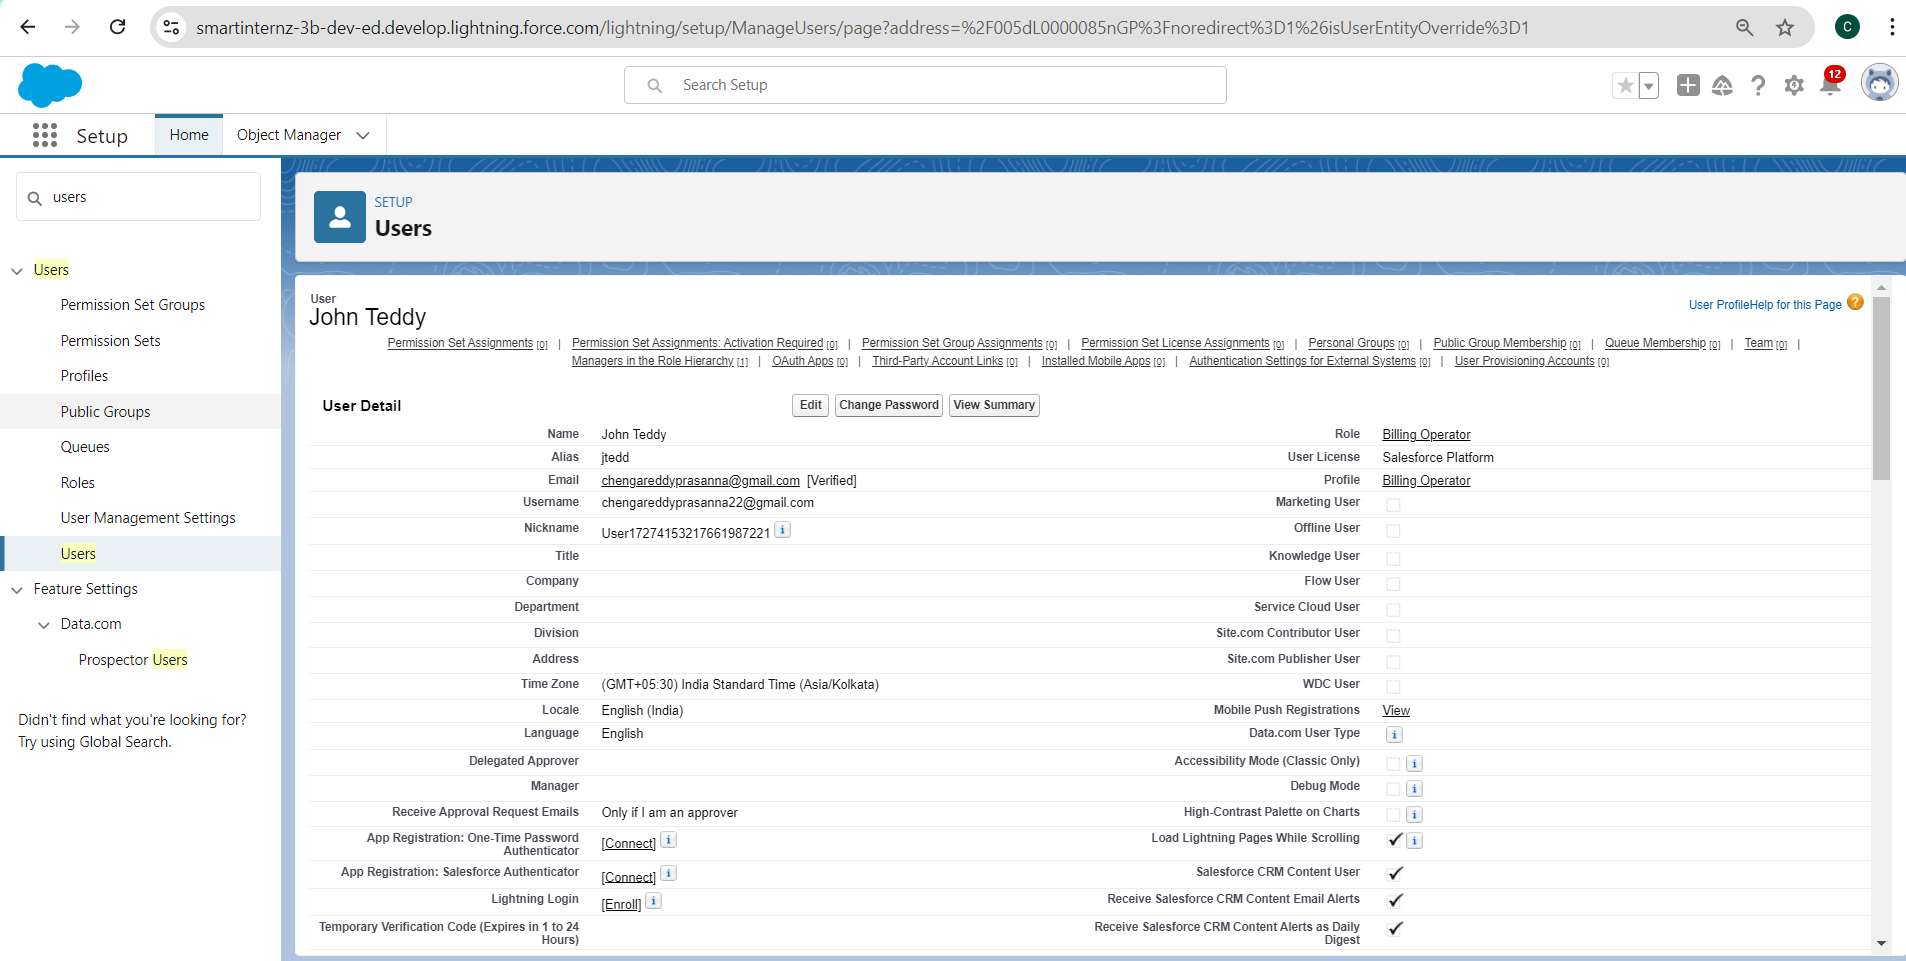 smartinternz-3b-dev-ed.develop.lightning.force.com/lightning/setup/ManageUsers/page?address=%2F005dL0000085nGP%3Fnoredirect%3D1%26isUserEntityOverride%3D1
C
Search Setup
12
Setup
Home
Object Manager
users
Users
Permission Set Groups
Permission Sets
Profiles
Public Groups
Queues
Roles
User Management Settings
Users
Feature Settings
Data.com
Prospector Users
Didn't find what you're looking for?
Try using Global Search.
SETUP
Users
User
John Teddy
User Profile Help for this Page ?
Permission Set Assignments [0] | Permission Set Assignments: Activation Required [0] | Permission Set Group Assignments [0] | Permission Set License Assignments [0] | Personal Groups [0] | Public Group Membership [0] | Queue Membership [0] | Team [0] |
Managers in the Role Hierarchy [1] | OAuth Apps [0] | Third-Party Account Links [0] | Installed Mobile Apps [0] | Authentication Settings for External Systems [0] | User Provisioning Accounts [0]
User Detail Edit Change Password View Summary
Name John Teddy Role Billing Operator
Alias jtedd User License Salesforce Platform
Email chengareddyprasanna@gmail.com [Verified] Profile Billing Operator
Username chengareddyprasanna22@gmail.com Marketing User
Nickname User17274153217661987221 i Offline User
Title Knowledge User
Company Flow User
Department Service Cloud User
Division Site.com Contributor User
Address Site.com Publisher User
Time Zone (GMT+05:30) India Standard Time (Asia/Kolkata) WDC User
Locale English (India) Mobile Push Registrations View
Language English Data.com User Type i
Delegated Approver Accessibility Mode (Classic Only) i
Manager Debug Mode i
Receive Approval Request Emails Only if I am an approver High-Contrast Palette on Charts i
App Registration: One-Time Password
Authenticator [Connect] i Load Lightning Pages While Scrolling i
App Registration: Salesforce Authenticator [Connect] i Salesforce CRM Content User
Lightning Login [Enroll] i Receive Salesforce CRM Content Email Alerts
Temporary Verification Code (Expires in 1 to 24
Hours) Receive Salesforce CRM Content Alerts as Daily
Digest